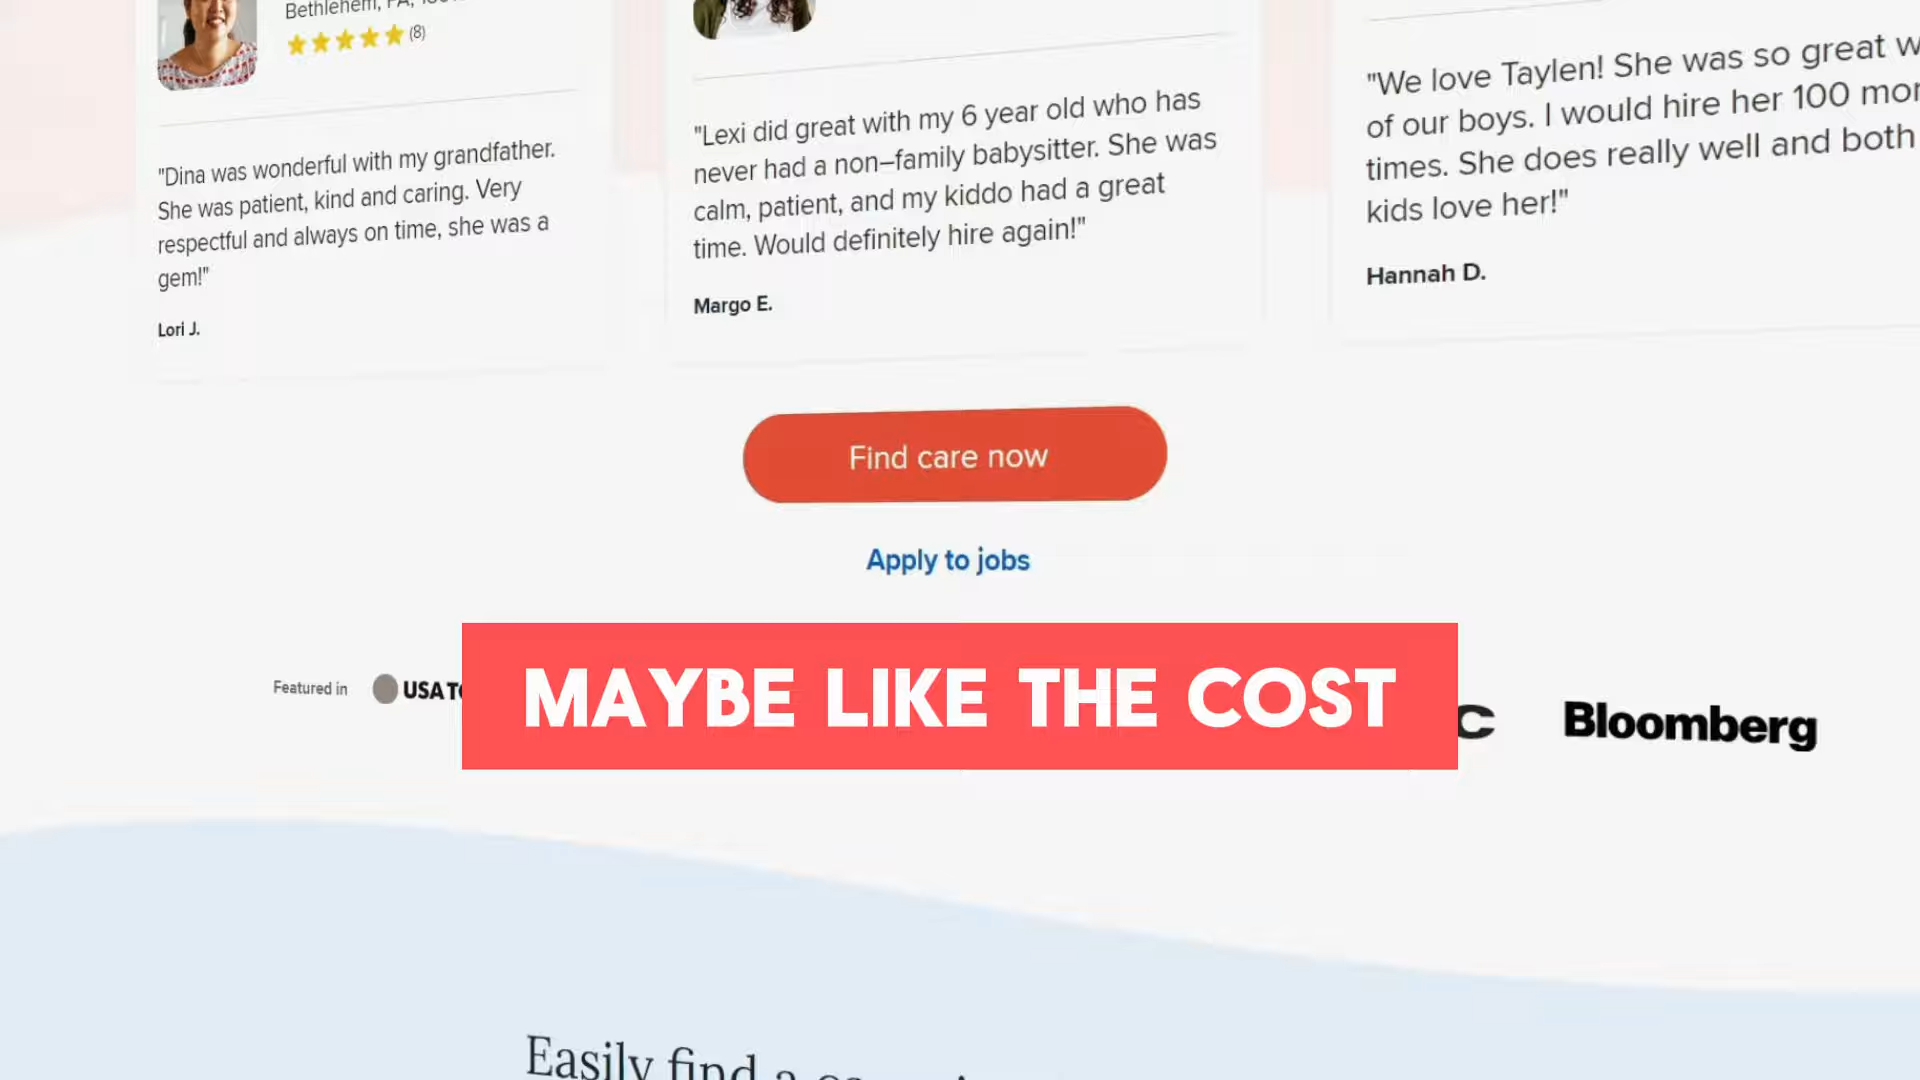 Bethlehem, PA,
(8)
"Dina was wonderful with my grandfather.
She was patient, kind and caring. Very
respectful and always on time, she was a
gem!"
Lori J.
"Lexi did great with my 6 year old who has
never had a non–family babysitter. She was
calm, patient, and my kiddo had a great
time. Would definitely hire again!"
Margo E.
"We love Taylen! She was so great
of our boys. I would hire her 100
times. She does really well and both
kids love her!"
Hannah D.
Find care now
Apply to jobs
Featured in
USA
MAYBE LIKE THE COST
C
Bloomberg
Easily find a